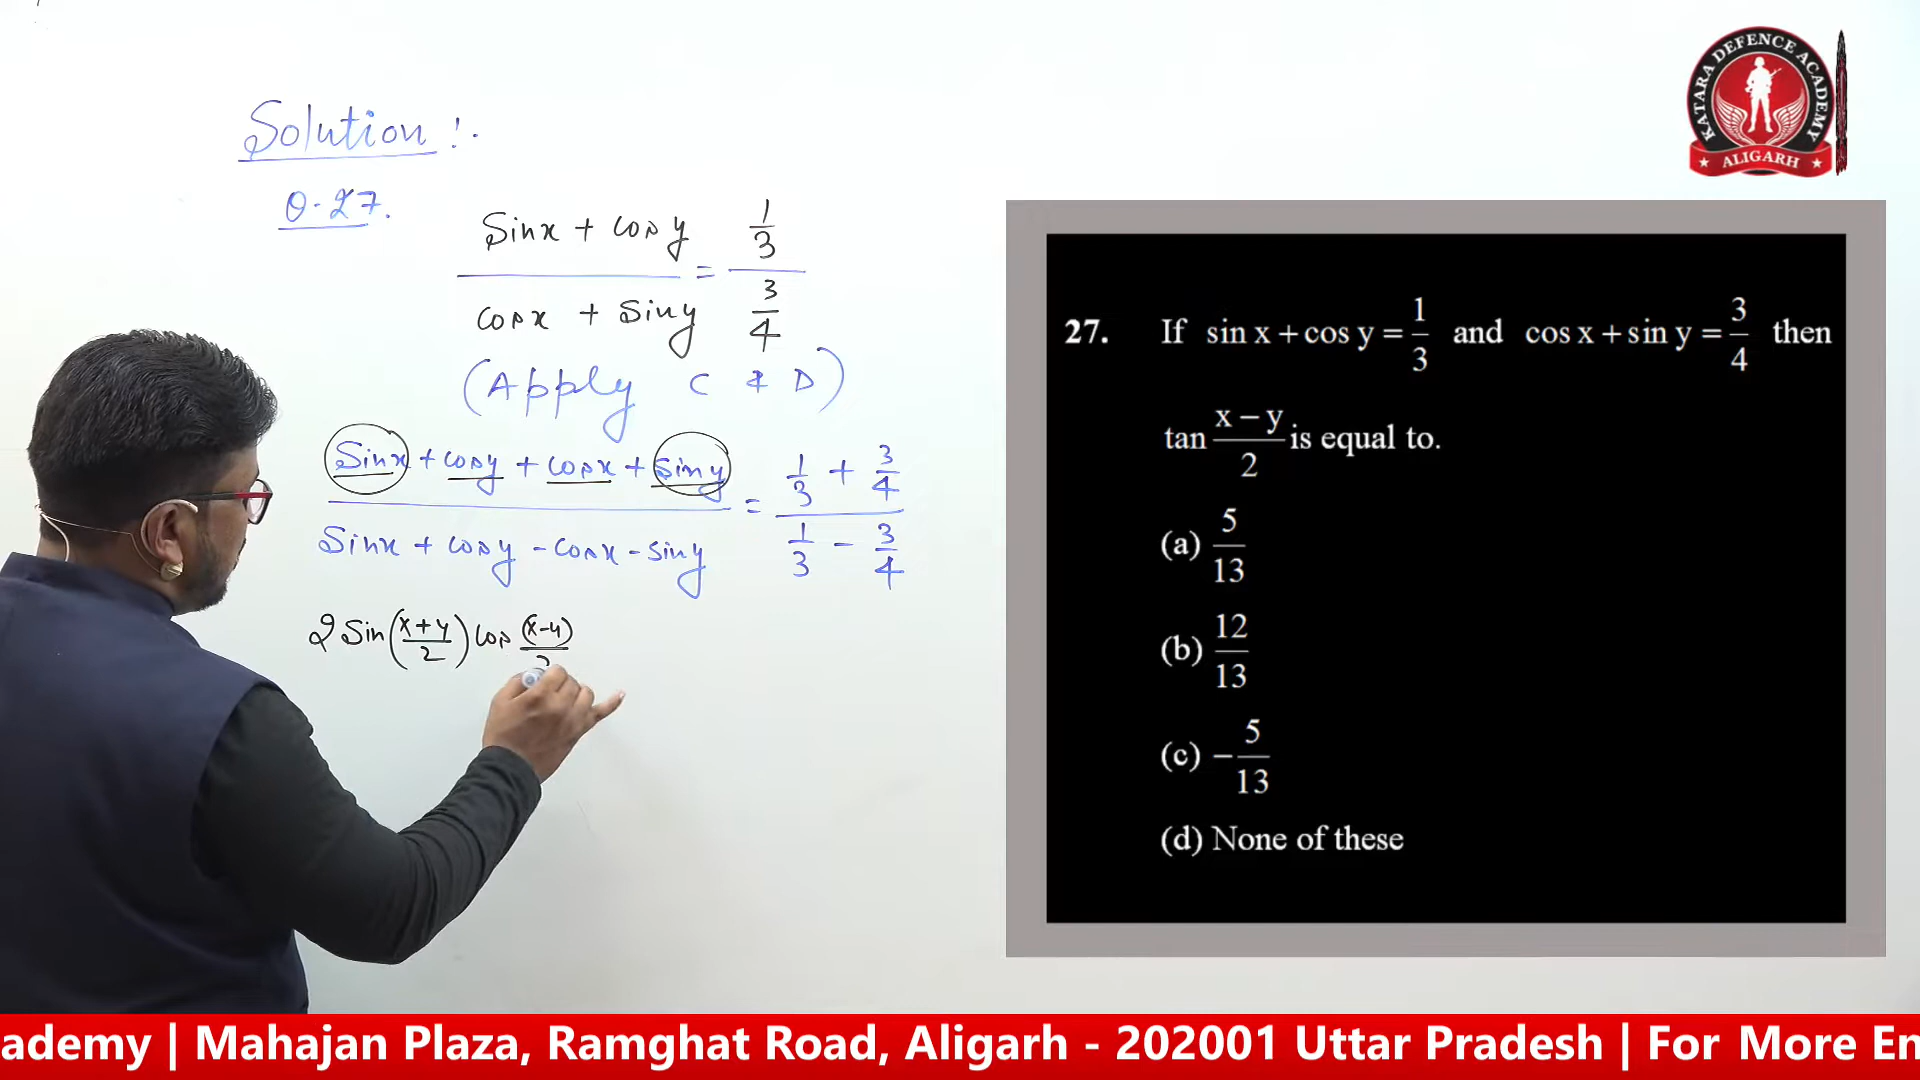 Solution :-
Q-27.
Sinx + cosy / cosx + Siny = 1/3 / 3/4
(Apply C & D)
Sinx + cosy + cosx + siny / Sinx + cosy - cosx - siny = 1/3 + 3/4 / 1/3 - 3/4
2 Sin(x+y/2) cos (x-y)/2
KATARA DEFENCE ACADEMY
ALIGARH
27. If sin x + cos y = 1/3 and cos x + sin y = 3/4 then
tan x − y/2 is equal to.
(a) 5/13
(b) 12/13
(c) − 5/13
(d) None of these
ademy | Mahajan Plaza, Ramghat Road, Aligarh - 202001 Uttar Pradesh | For More En